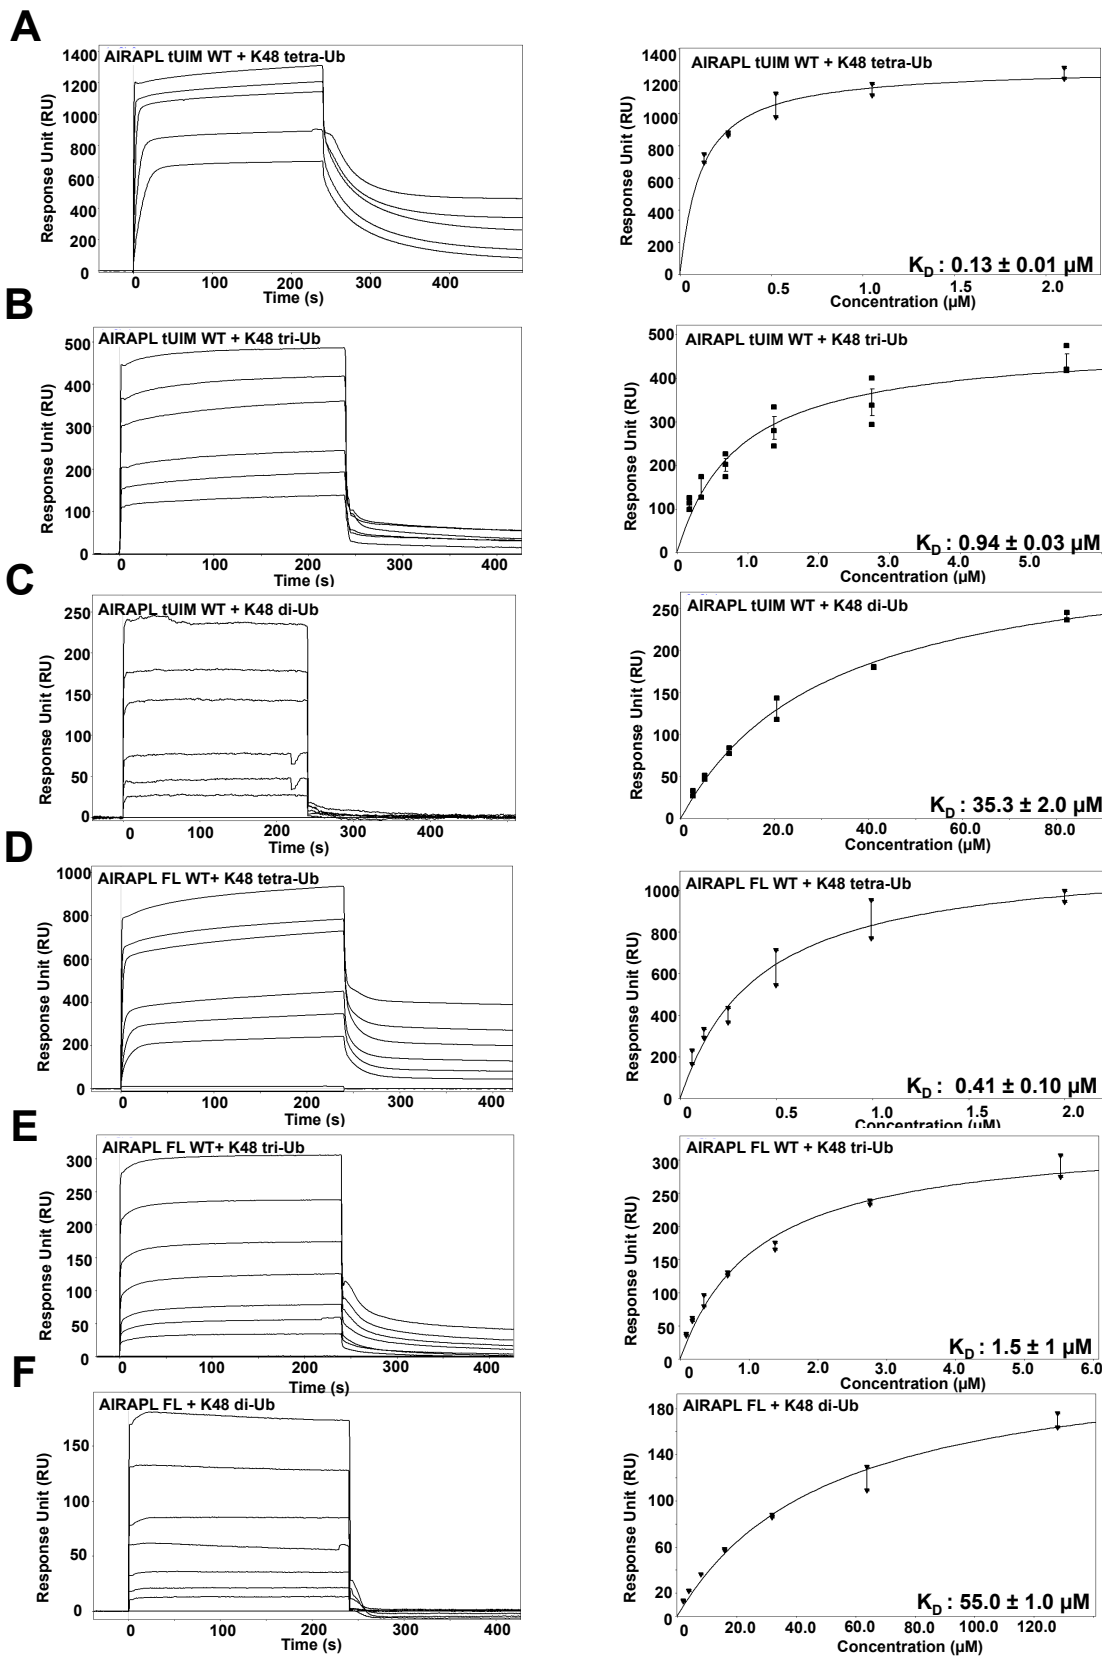 A
AIRAPL tUIM WT + K48 tetra-Ub
Response Unit (RU)
1400
1200
1000
800
600
400
200
0
0 100 200 300 400
Time (s)
AIRAPL tUIM WT + K48 tetra-Ub
Response Unit (RU)
1400
1200
1000
800
600
400
200
0
K_D : 0.13 ± 0.01 µM
0 0.5 1.0 1.5 2.0
Concentration (µM)
B
AIRAPL tUIM WT + K48 tri-Ub
Response Unit (RU)
500
400
300
200
100
0
0 100 200 300 400
Time (s)
AIRAPL tUIM WT + K48 tri-Ub
Response Unit (RU)
500
400
300
200
100
0
K_D : 0.94 ± 0.03 µM
0 1.0 2.0 3.0 4.0 5.0
Concentration (µM)
C
AIRAPL tUIM WT + K48 di-Ub
Response Unit (RU)
250
200
150
100
50
0
0 100 200 300 400
Time (s)
AIRAPL tUIM WT + K48 di-Ub
Response Unit (RU)
250
200
150
100
50
0
K_D : 35.3 ± 2.0 µM
0 20.0 40.0 60.0 80.0
Concentration (µM)
D
AIRAPL FL WT+ K48 tetra-Ub
Response Unit (RU)
1000
800
600
400
200
0
0 100 200 300 400
Time (s)
AIRAPL FL WT + K48 tetra-Ub
Response Unit (RU)
1000
800
600
400
200
0
K_D : 0.41 ± 0.10 µM
0 0.5 1.0 1.5 2.0
Concentration (µM)
E
AIRAPL FL WT+ K48 tri-Ub
Response Unit (RU)
300
250
200
150
100
50
0
0 100 200 300 400
Time (s)
AIRAPL FL WT + K48 tri-Ub
Response Unit (RU)
300
250
200
150
100
50
0
K_D : 1.5 ± 1 µM
0 1.0 2.0 3.0 4.0 5.0 6.0
Concentration (µM)
F
AIRAPL FL + K48 di-Ub
Response Unit (RU)
150
100
50
0
0 100 200 300 400
Time (s)
AIRAPL FL + K48 di-Ub
Response Unit (RU)
180
140
100
60
20
0
K_D : 55.0 ± 1.0 µM
0 20.0 40.0 60.0 80.0 100.0 120.0
Concentration (µM)